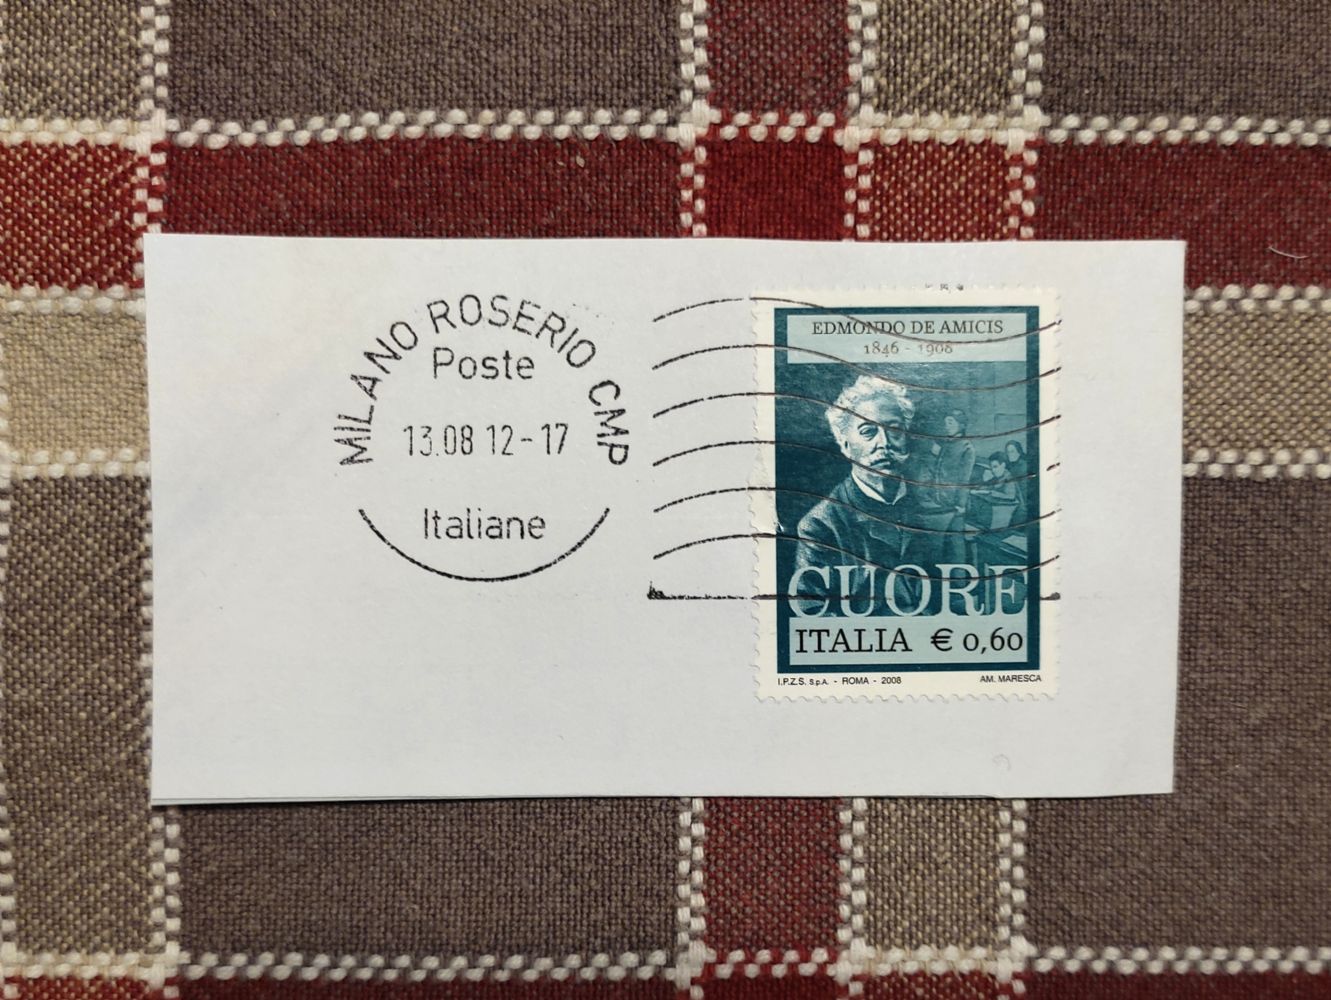 MILANO ROSERIO CMP
Poste
13.08 12-17
Italiane
EDMONDO DE AMICIS
1846 - 1908
CUORE
ITALIA € 0,60
I.P.Z.S. S.p.A. - ROMA - 2008 AM. MARESCA